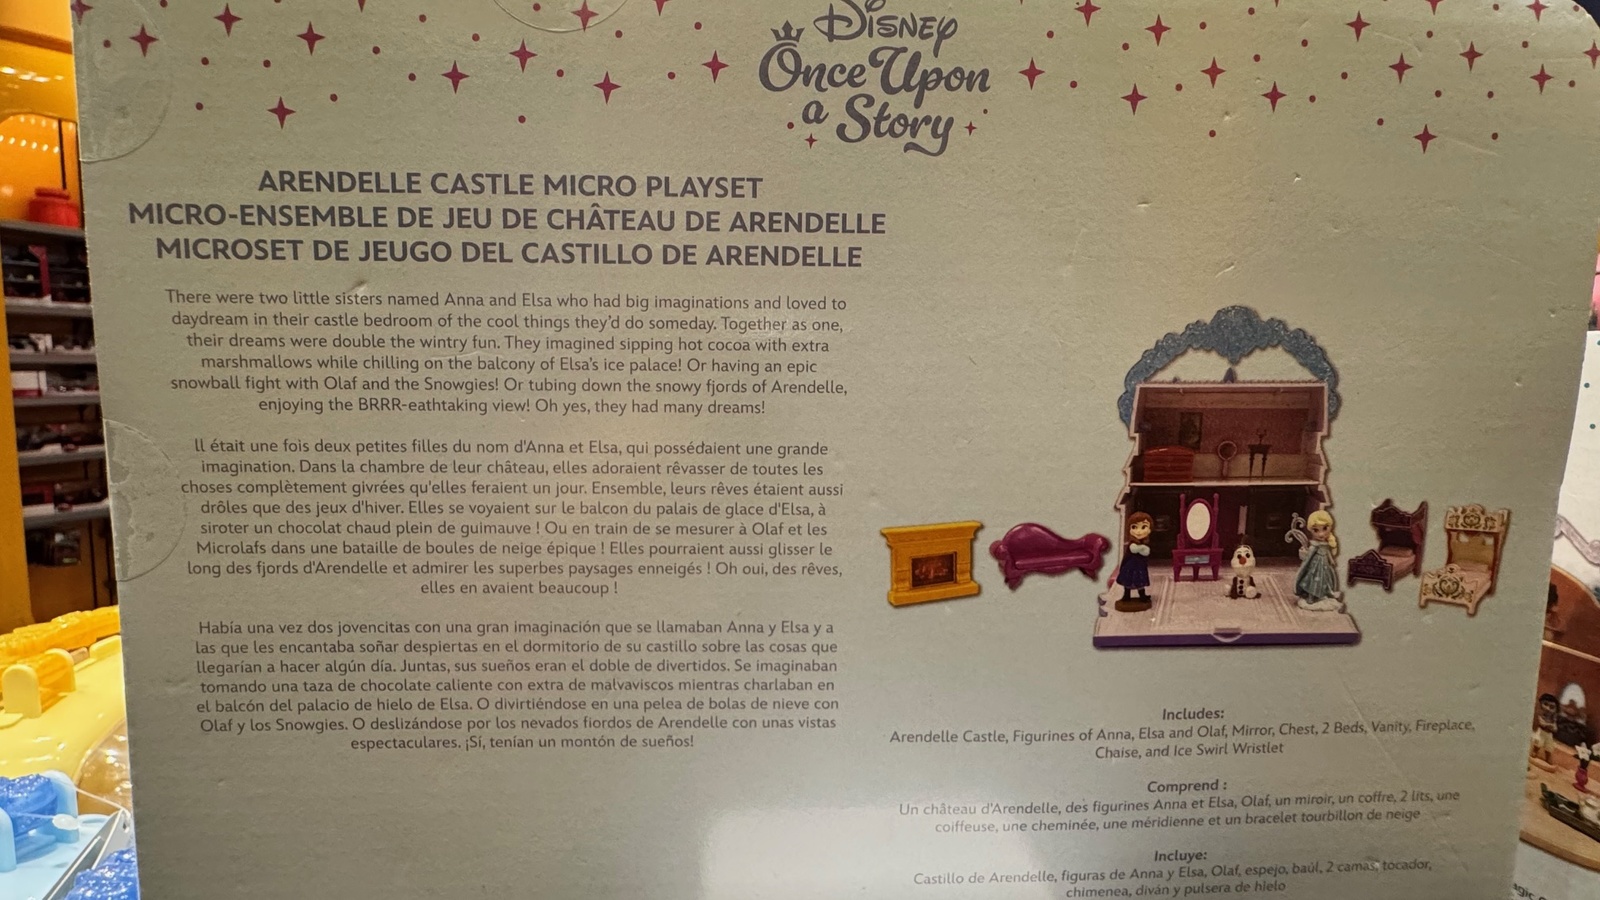 Disney
Once Upon
a Story
ARENDELLE CASTLE MICRO PLAYSET
MICRO-ENSEMBLE DE JEU DE CHÂTEAU DE ARENDELLE
MICROSET DE JEUGO DEL CASTILLO DE ARENDELLE
There were two little sisters named Anna and Elsa who had big imaginations and loved to
daydream in their castle bedroom of the cool things they'd do someday. Together as one,
their dreams were double the wintry fun. They imagined sipping hot cocoa with extra
marshmallows while chilling on the balcony of Elsa's ice palace! Or having an epic
snowball fight with Olaf and the Snowgies! Or tubing down the snowy fjords of Arendelle,
enjoying the BRRR-eathtaking view! Oh yes, they had many dreams!
Il était une fois deux petites filles du nom d'Anna et Elsa, qui possédaient une grande
imagination. Dans la chambre de leur château, elles adoraient rêvasser de toutes les
choses complètement givrées qu'elles feraient un jour. Ensemble, leurs rêves étaient aussi
drôles que des jeux d'hiver. Elles se voyaient sur le balcon du palais de glace d'Elsa, à
siroter un chocolat chaud plein de guimauve ! Ou en train de se mesurer à Olaf et les
Microlafs dans une bataille de boules de neige épique ! Elles pourraient aussi glisser le
long des fjords d'Arendelle et admirer les superbes paysages enneigés ! Oh oui, des rêves,
elles en avaient beaucoup !
Había una vez dos jovencitas con una gran imaginación que se llamaban Anna y Elsa y a
las que les encantaba soñar despiertas en el dormitorio de su castillo sobre las cosas que
llegarían a hacer algún día. Juntas, sus sueños eran el doble de divertidos. Se imaginaban
tomando una taza de chocolate caliente con extra de malvaviscos mientras charlaban en
el balcón del palacio de hielo de Elsa. O divirtiéndose en una pelea de bolas de nieve con
Olaf y los Snowgies. O deslizándose por los nevados fiordos de Arendelle con unas vistas
espectaculares. ¡Sí, tenían un montón de sueños!
Includes:
Arendelle Castle, Figurines of Anna, Elsa and Olaf, Mirror, Chest, 2 Beds, Vanity, Fireplace,
Chaise, and Ice Swirl Wristlet
Comprend :
Un château d'Arendelle, des figurines Anna et Elsa, Olaf, un miroir, un coffre, 2 lits, une
coiffeuse, une cheminée, une méridienne et un bracelet tourbillon de neige
Incluye:
Castillo de Arendelle, figuras de Anna y Elsa, Olaf, espejo, baúl, 2 camas, tocador,
chimenea, diván y pulsera de hielo